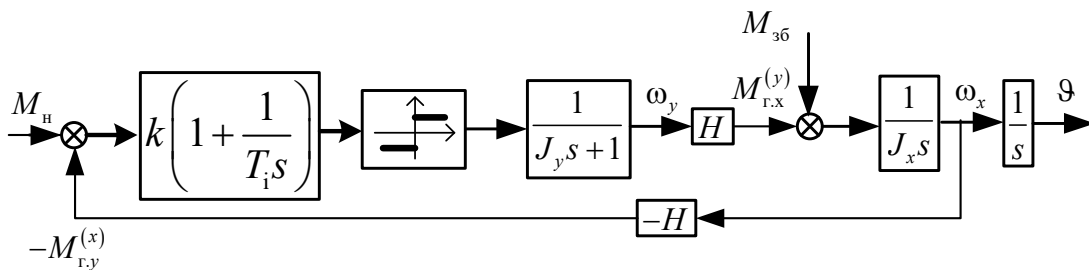 M_н
k(1 + 1/(T_i s))
1/(J_y s + 1)
ω_y
H
M_г.x^(y)
M_зб
1/(J_x s)
ω_x
1/s
ϑ
−H
−M_г.y^(x)